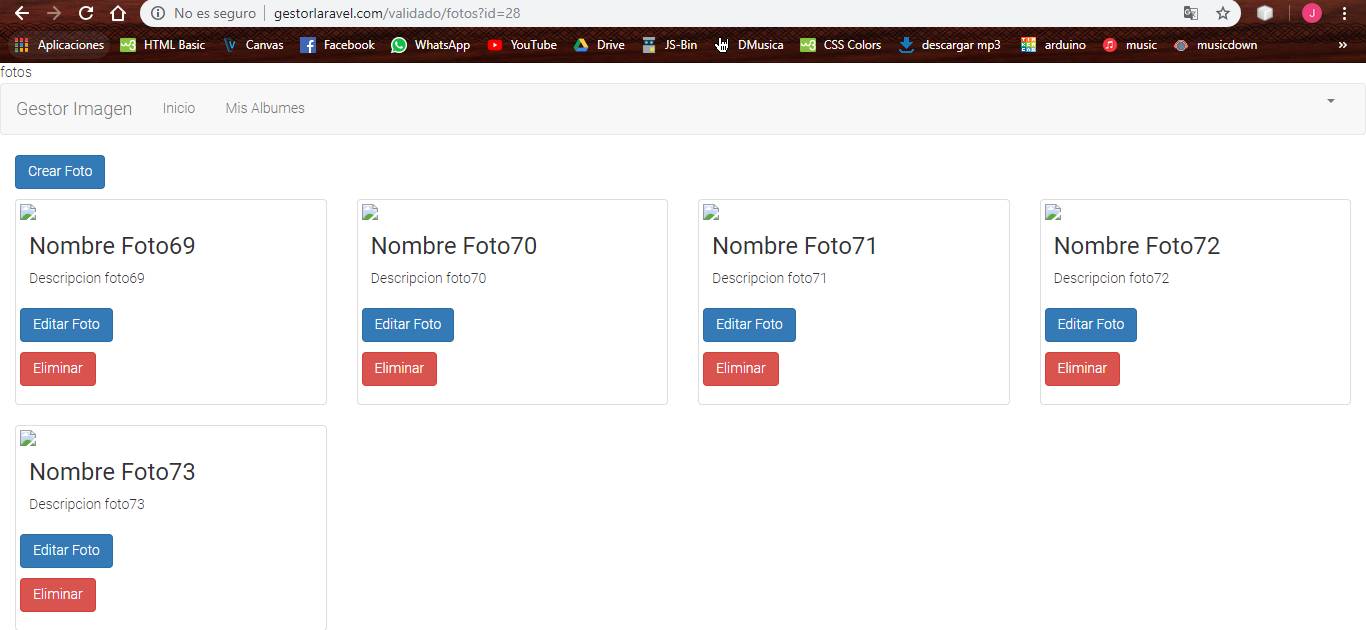 No es seguro gestorlaravel.com/validado/fotos?id=28 J
Aplicaciones HTML Basic Canvas Facebook WhatsApp YouTube Drive JS-Bin DMusica CSS Colors descargar mp3 arduino music musicdown »
fotos
Gestor Imagen Inicio Mis Albumes
Crear Foto
Nombre Foto69 Nombre Foto70 Nombre Foto71 Nombre Foto72
Descripcion foto69 Descripcion foto70 Descripcion foto71 Descripcion foto72
Editar Foto Editar Foto Editar Foto Editar Foto
Eliminar Eliminar Eliminar Eliminar
Nombre Foto73
Descripcion foto73
Editar Foto
Eliminar